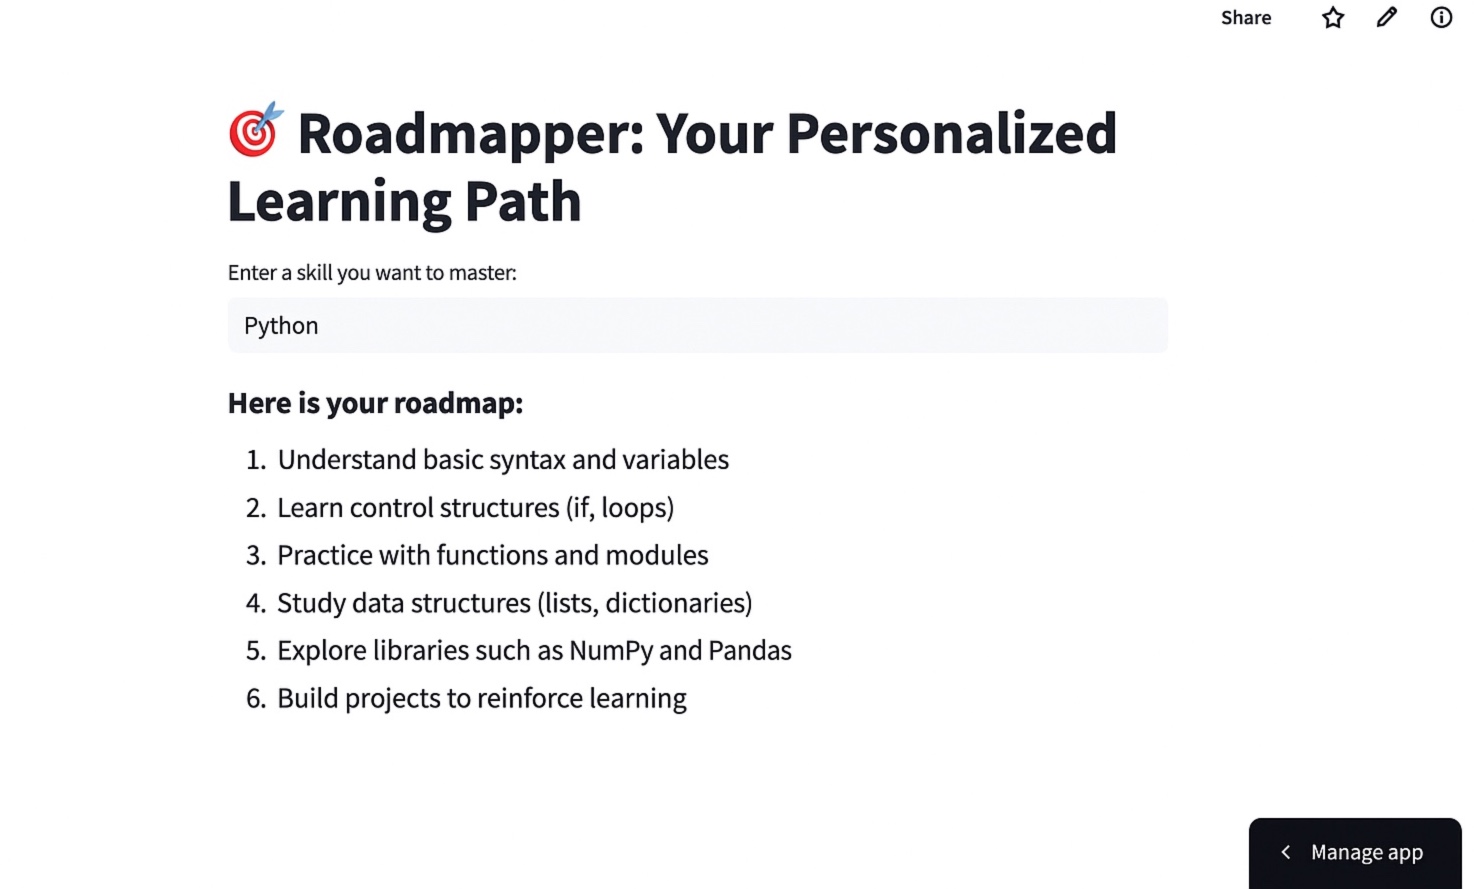 Share
Roadmapper: Your Personalized
Learning Path
Enter a skill you want to master:
Python
Here is your roadmap:
1. Understand basic syntax and variables
2. Learn control structures (if, loops)
3. Practice with functions and modules
4. Study data structures (lists, dictionaries)
5. Explore libraries such as NumPy and Pandas
6. Build projects to reinforce learning
Manage app